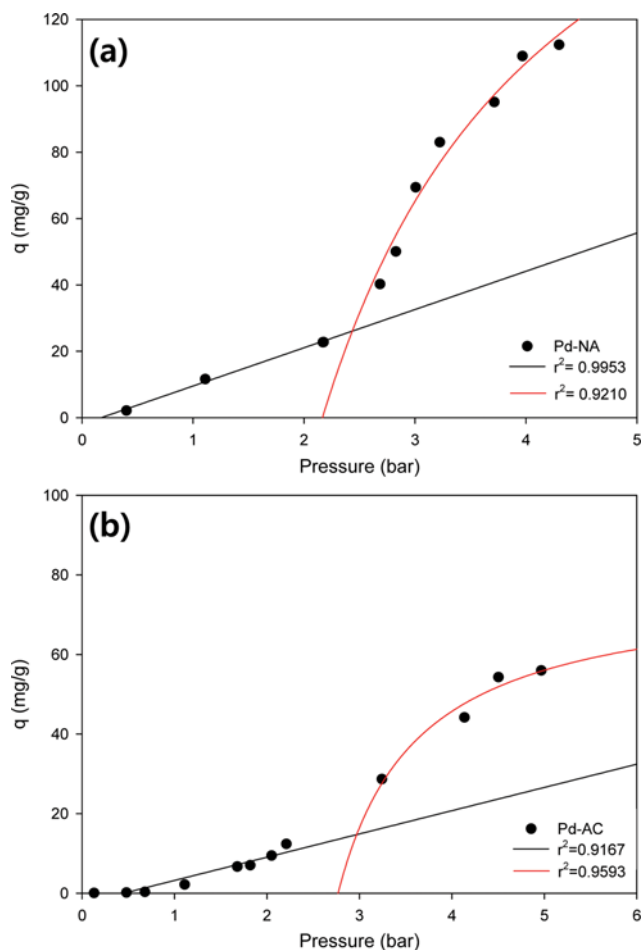 (a)
q (mg/g)
120
100
80
60
40
20
0
Pd-NA
r²= 0.9953
r²= 0.9210
0 1 2 3 4 5
Pressure (bar)
(b)
q (mg/g)
100
80
60
40
20
0
Pd-AC
r²=0.9167
r²=0.9593
0 1 2 3 4 5 6
Pressure (bar)